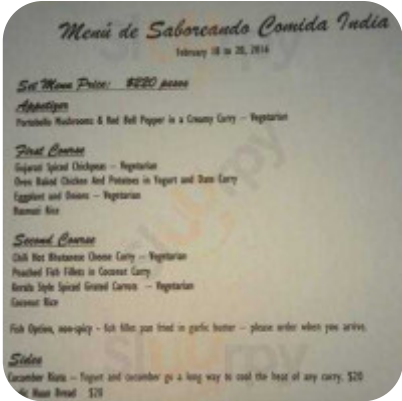 Menú de Saboreando Comida India
February 18 to 20, 2016
Set Menu Price: $220 pesos
Appetizer
Portobello Mushrooms & Red Bell Pepper in a Creamy Curry - Vegetarian
First Course
Gujarat Spiced Chickpeas - Vegetarian
Oven Baked Chicken And Potatoes in Yogurt and Curry
Eggplant and Onions - Vegetarian
Basmati Rice
Second Course
Chili Hot Bhutanese Cheese Curry - Vegetarian
Poached Fish Fillets in Coconut Curry
Kerala Style Spiced Grated Carrots - Vegetarian
Coconut Rice
Fish Option, non-spicy - fish fillet pan fried in garlic butter - please order when you arrive.
Sides
Cucumber Raita - Yogurt and cucumber go a long way to cool the heat of any curry. $20
Naan Bread $20
Slurrpy
Slurrpy
Slurrpy